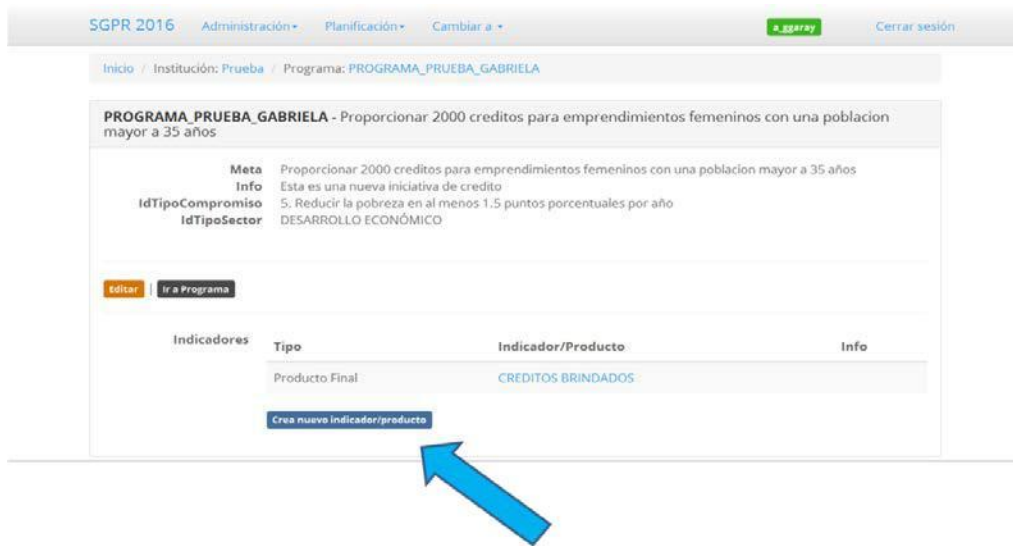 SGPR 2016 Administración Planificación Cambiar a a_ggaray Cerrar sesión
Inicio / Institución: Prueba / Programa: PROGRAMA_PRUEBA_GABRIELA
PROGRAMA_PRUEBA_GABRIELA - Proporcionar 2000 creditos para emprendimientos femeninos con una poblacion
mayor a 35 años
Meta Proporcionar 2000 creditos para emprendimientos femeninos con una poblacion mayor a 35 años
Info Esta es una nueva iniciativa de credito
IdTipoCompromiso 5. Reducir la pobreza en al menos 1.5 puntos porcentuales por año
IdTipoSector DESARROLLO ECONÓMICO
Editar | Ir a Programa
Indicadores Tipo Indicador/Producto Info
Producto Final CREDITOS BRINDADOS
Crea nuevo indicador/producto